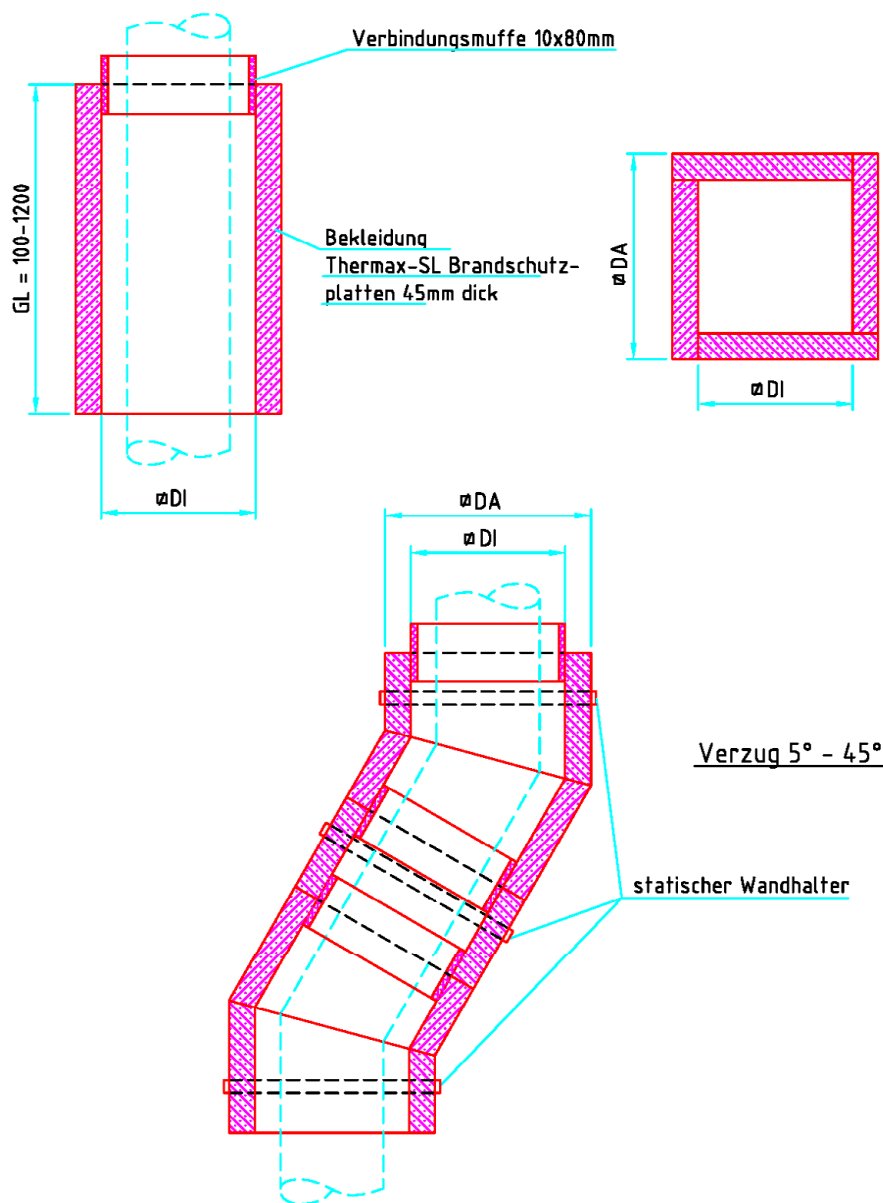 Verbindungsmuffe 10x80mm
GL = 100-1200
Bekleidung
Thermax-SL Brandschutz-
platten 45mm dick
⌀DA
⌀DI
⌀DI
⌀DA
⌀DI
Verzug 5° - 45°
statischer Wandhalter